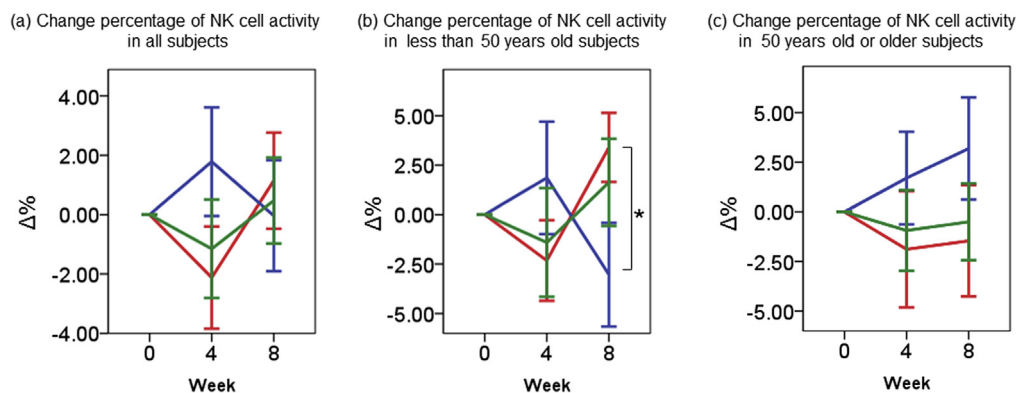 (a) Change percentage of NK cell activity
in all subjects
4.00
2.00
0.00
-2.00
-4.00
Δ%
0 4 8
Week
(b) Change percentage of NK cell activity
in less than 50 years old subjects
5.00
2.50
0.00
-2.50
-5.00
Δ%
*
0 4 8
Week
(c) Change percentage of NK cell activity
in 50 years old or older subjects
5.00
2.50
0.00
-2.50
-5.00
Δ%
0 4 8
Week